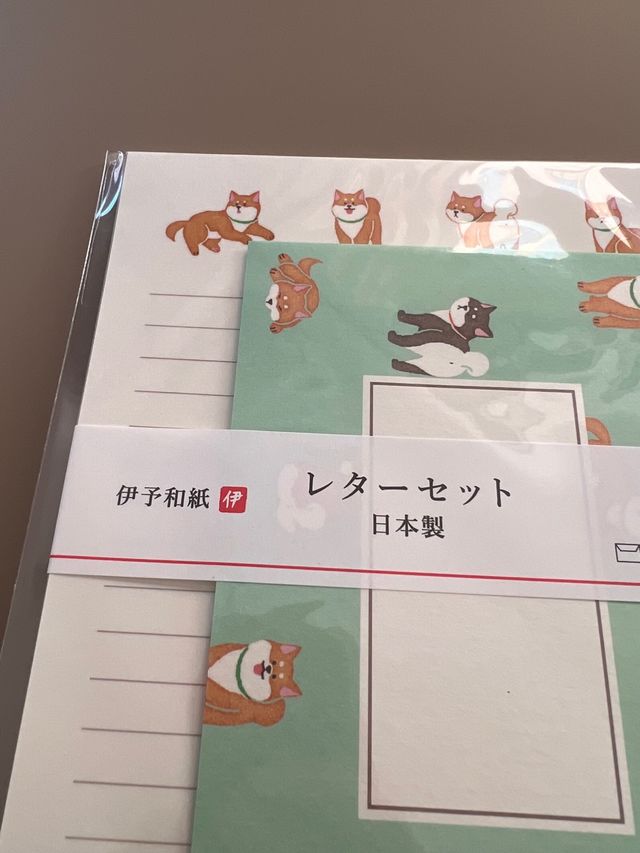 伊予和紙 伊
レターセット
日本製